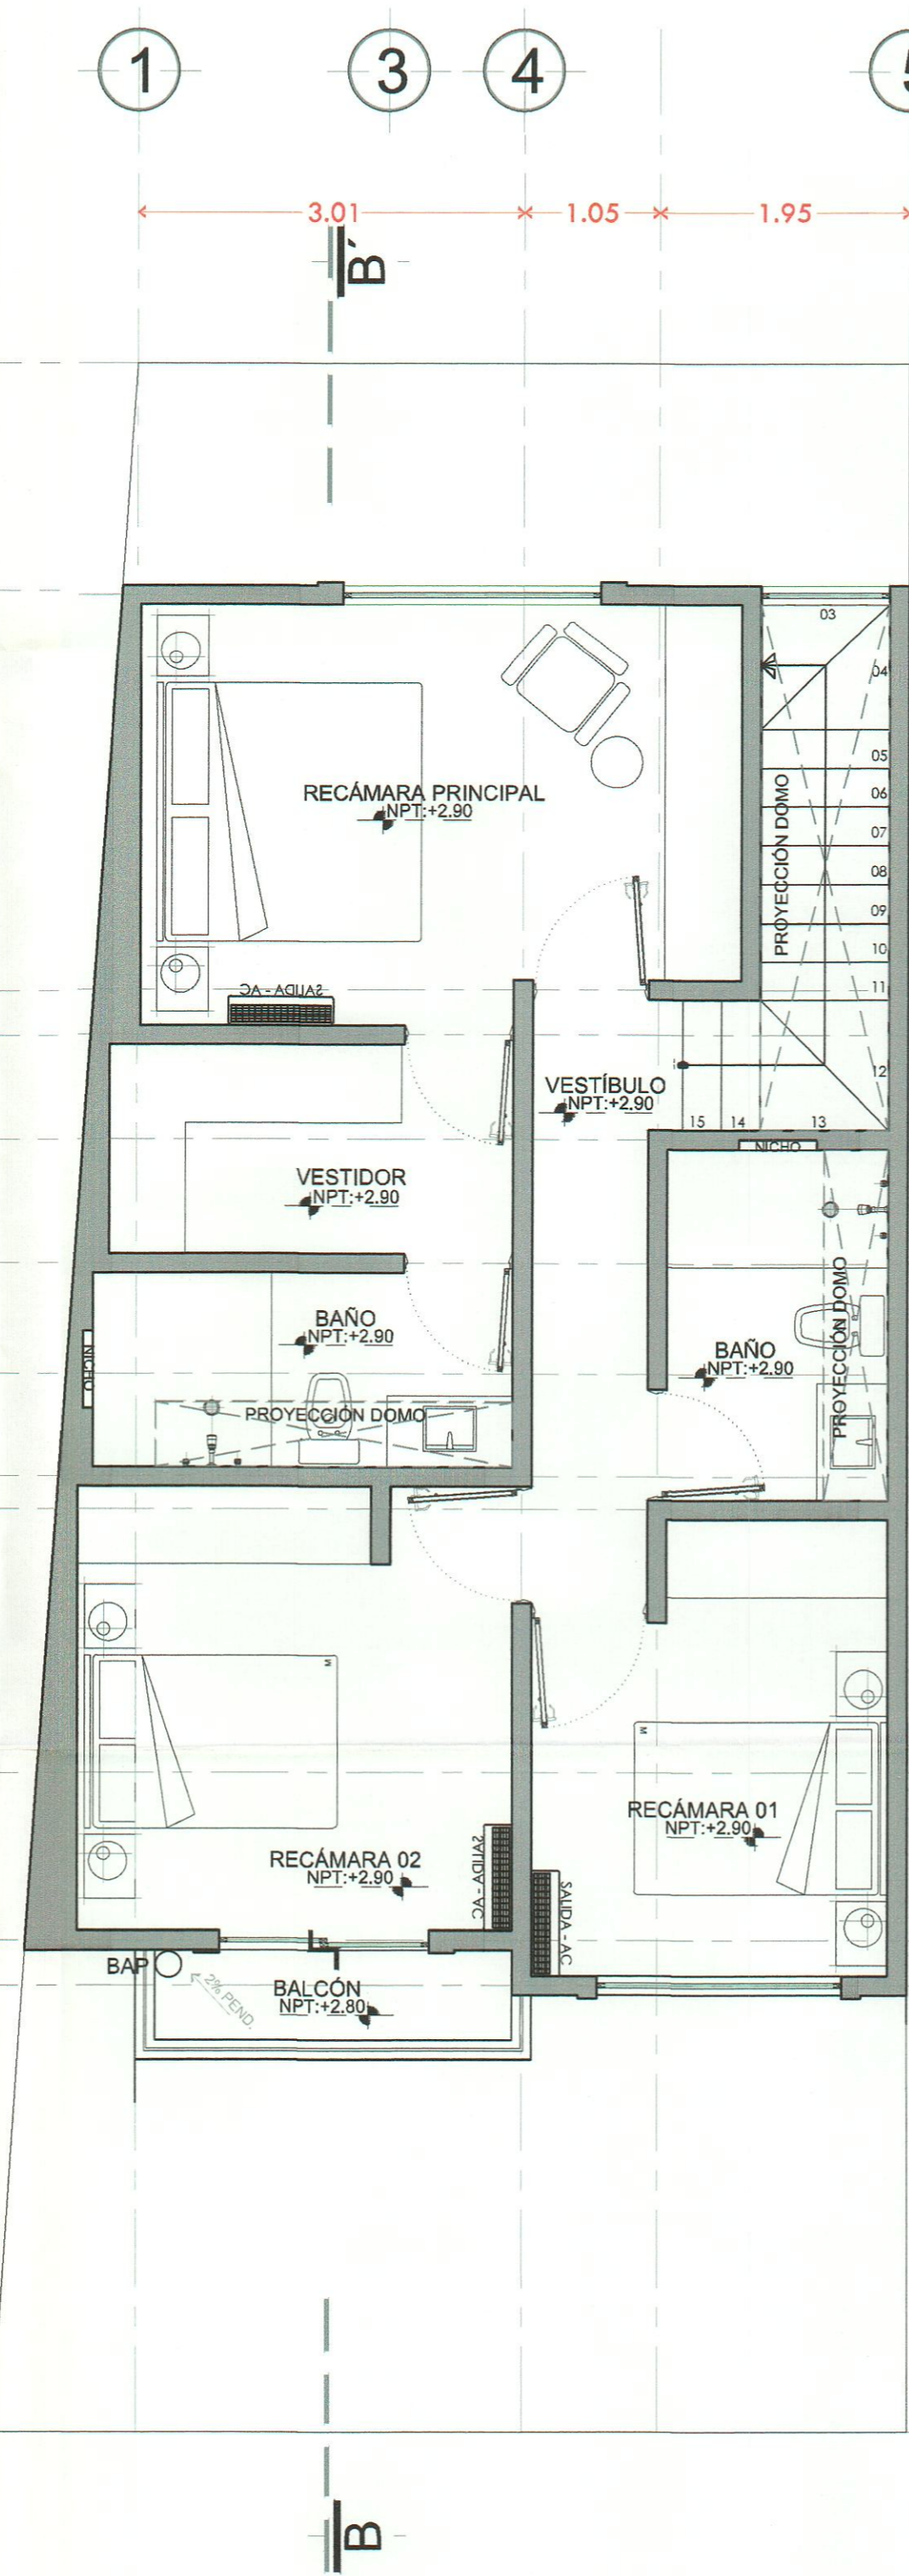 1
3
4
3.01
1.05
1.95
B´
03
04
05
06
07
08
09
10
11
12
13
14
15
PROYECCIÓN DOMO
RECÁMARA PRINCIPAL
NPT:+2.90
SALIDA - AC
VESTÍBULO
NPT:+2.90
VESTIDOR
NPT:+2.90
NICHO
BAÑO
NPT:+2.90
NICHO
PROYECCIÓN DOMO
BAÑO
NPT:+2.90
PROYECCIÓN DOMO
M
M
RECÁMARA 01
NPT:+2.90
RECÁMARA 02
NPT:+2.90
SALIDA - AC
SALIDA - AC
BAP
2% PEND.
BALCÓN
NPT:+2.80
B